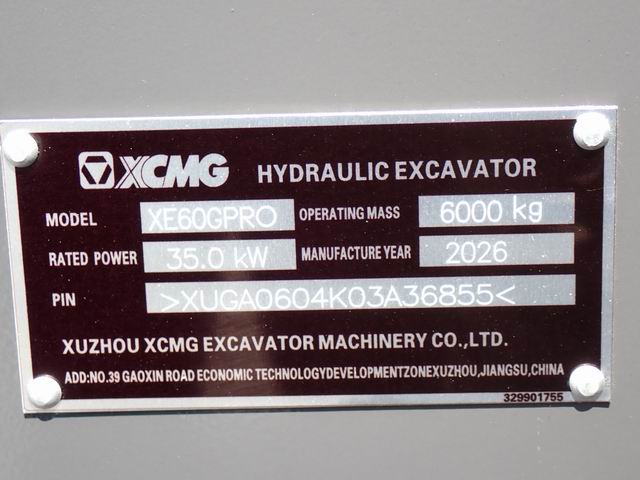 XCMG HYDRAULIC EXCAVATOR
MODEL XE60GPRO OPERATING MASS 6000 kg
RATED POWER 35.0 kW MANUFACTURE YEAR 2026
PIN >XUGA0604K03A36855<
XUZHOU XCMG EXCAVATOR MACHINERY CO.,LTD.
ADD:NO.39 GAOXIN ROAD ECONOMIC TECHNOLOGYDEVELOPMENTZONEXUZHOU,JIANGSU,CHINA
329901755